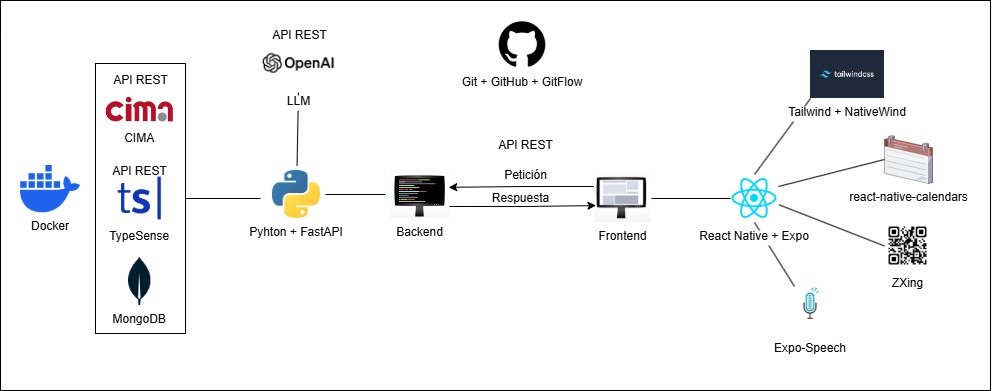 API REST
cima
CIMA
API REST
ts|
TypeSense
MongoDB
Docker
API REST
OpenAI
LLM
Pyhton + FastAPI
Git + GitHub + GitFlow
API REST
Petición
Respuesta
Backend
Frontend
React Native + Expo
tailwindcss
Tailwind + NativeWind
react-native-calendars
ZXing
Expo-Speech